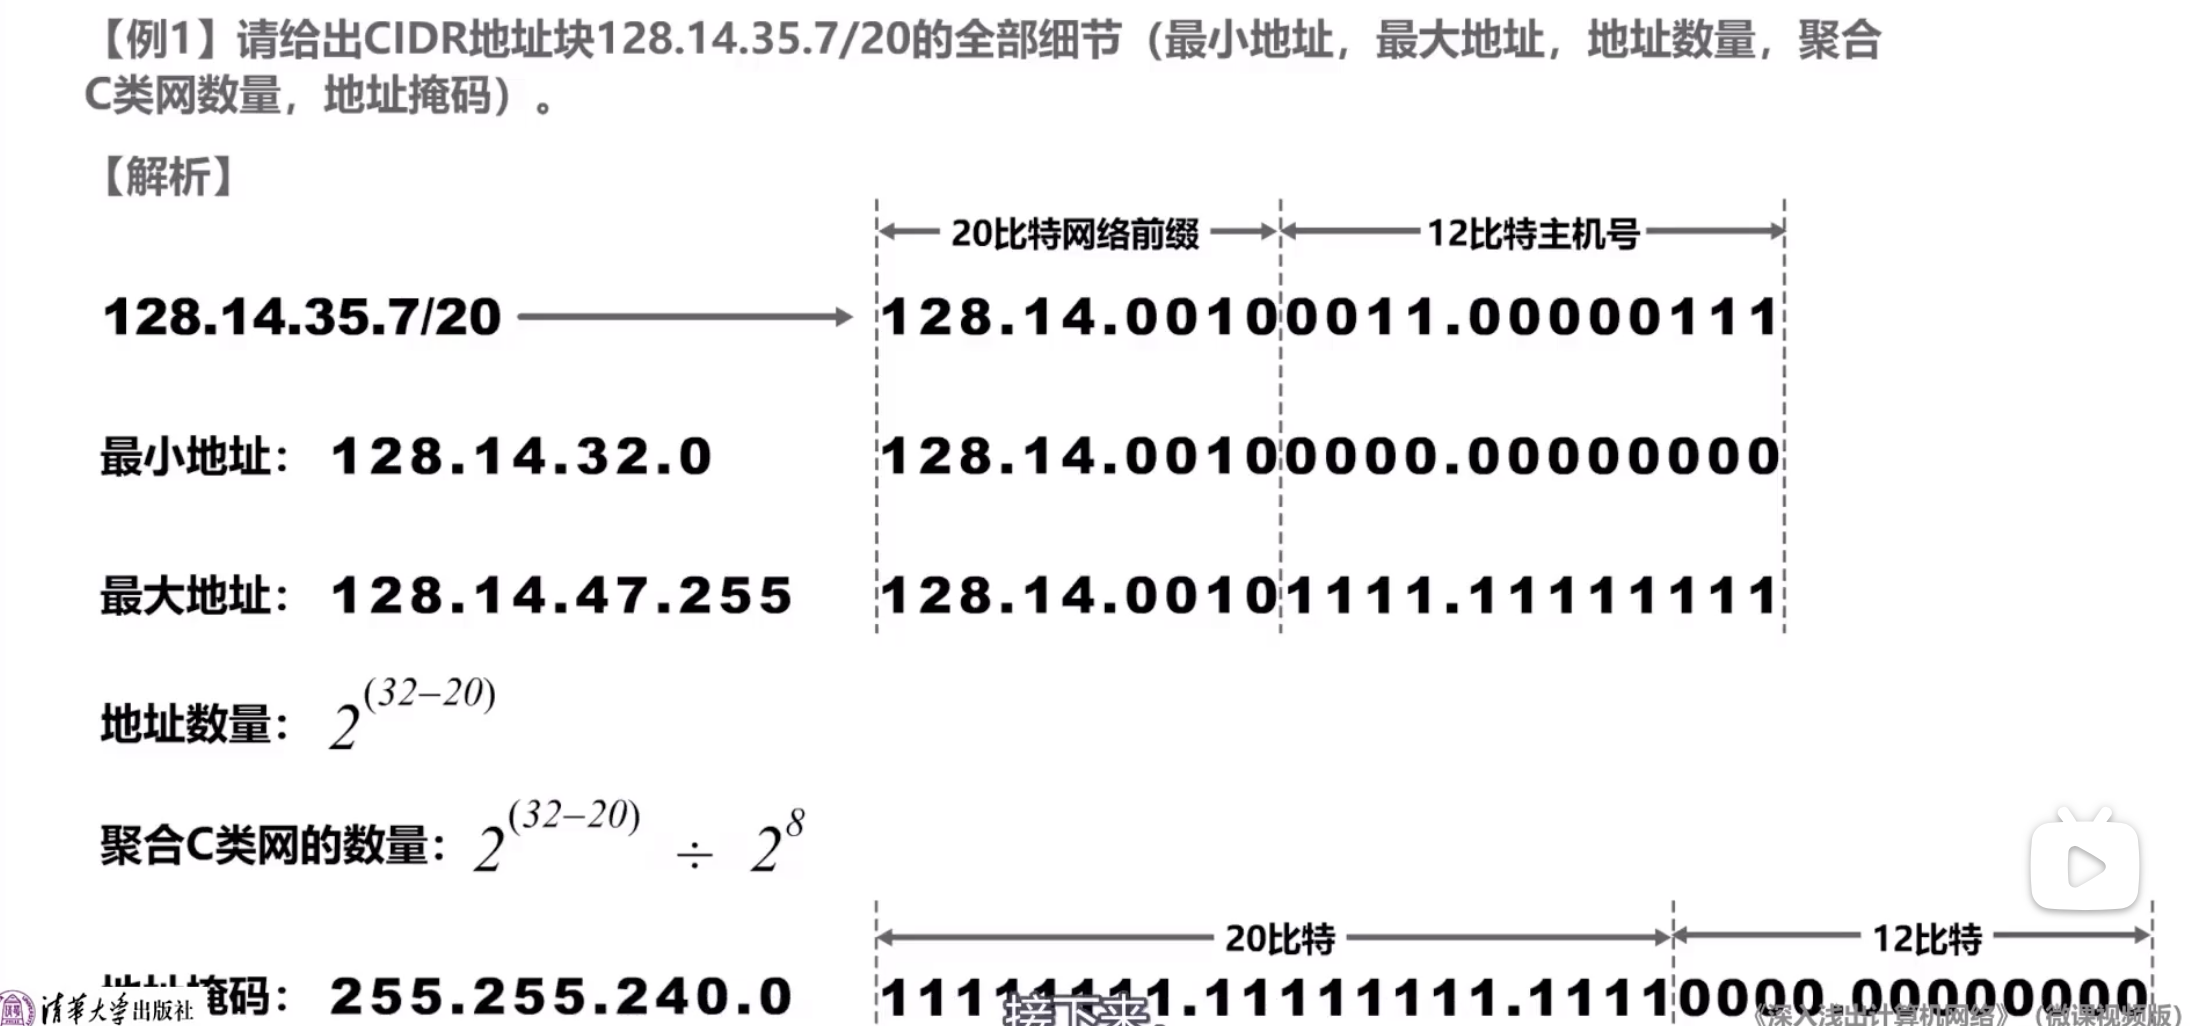 【例1】请给出CIDR地址块128.14.35.7/20的全部细节（最小地址，最大地址，地址数量，聚合
C类网数量，地址掩码）。
【解析】
20比特网络前缀 12比特主机号
128.14.35.7/20 128.14.00100011.00000111
最小地址： 128.14.32.0 128.14.00100000.00000000
最大地址： 128.14.47.255 128.14.00101111.11111111
地址数量： 2^(32−20)
聚合C类网的数量： 2^(32−20) ÷ 2^8
20比特 12比特
地址掩码： 255.255.240.0 11111111.11111111.11110000.00000000
清华大学出版社
接下来
《深入浅出计算机网络》（微课视频版）